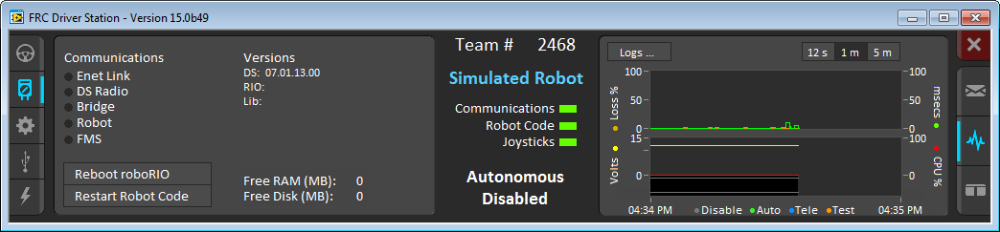 FRC Driver Station - Version 15.0b49
Communications
Enet Link
DS Radio
Bridge
Robot
FMS
Reboot roboRIO
Restart Robot Code
Versions
DS: 07.01.13.00
RIO:
Lib:
Free RAM (MB): 0
Free Disk (MB): 0
Team # 2468
Simulated Robot
Communications
Robot Code
Joysticks
Autonomous
Disabled
Logs ...
12 s 1 m 5 m
100 100
50 50
0 0
Loss %
msecs
15 100
50
0 0
Volts
CPU %
04:34 PM Disable Auto Tele Test 04:35 PM